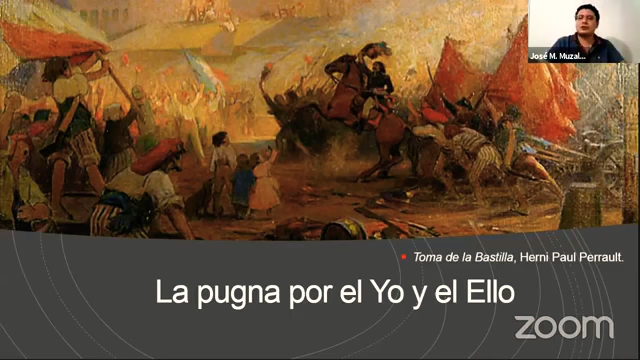 José M. Muzal...
Toma de la Bastilla, Herni Paul Perrault.
La pugna por el Yo y el Ello
zoom